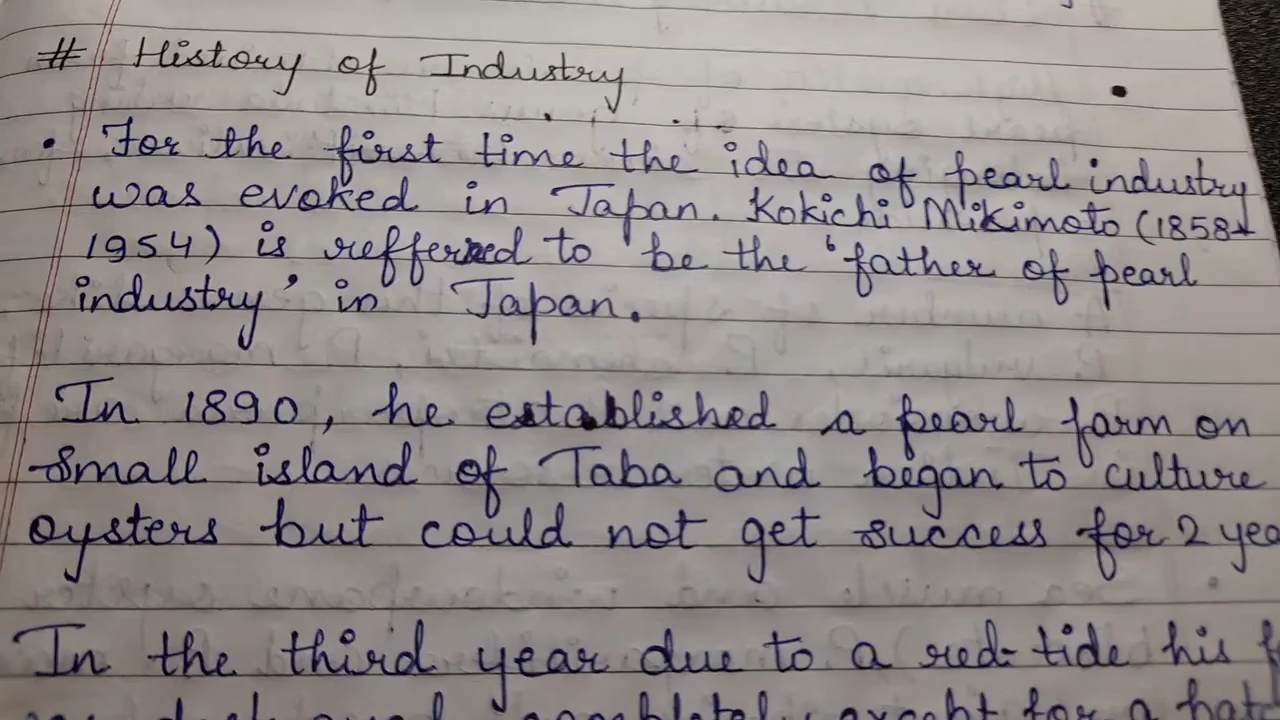 # History of Industry
• For the first time the idea of pearl industry
was evoked in Japan. Kokichi Mikimoto (1858-
1954) is refferred to be the 'father of pearl
industry' in Japan.
In 1890, he established a pearl farm on
small island of Taba and began to culture
oysters but could not get success for 2 yea
In the third year due to a red-tide his f
except for a